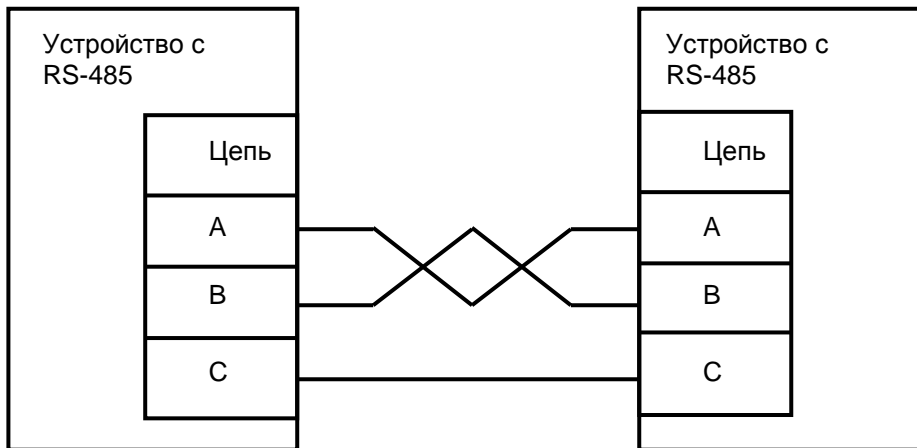 Устройство с
RS-485
Цепь
A
B
C
Устройство с
RS-485
Цепь
A
B
C